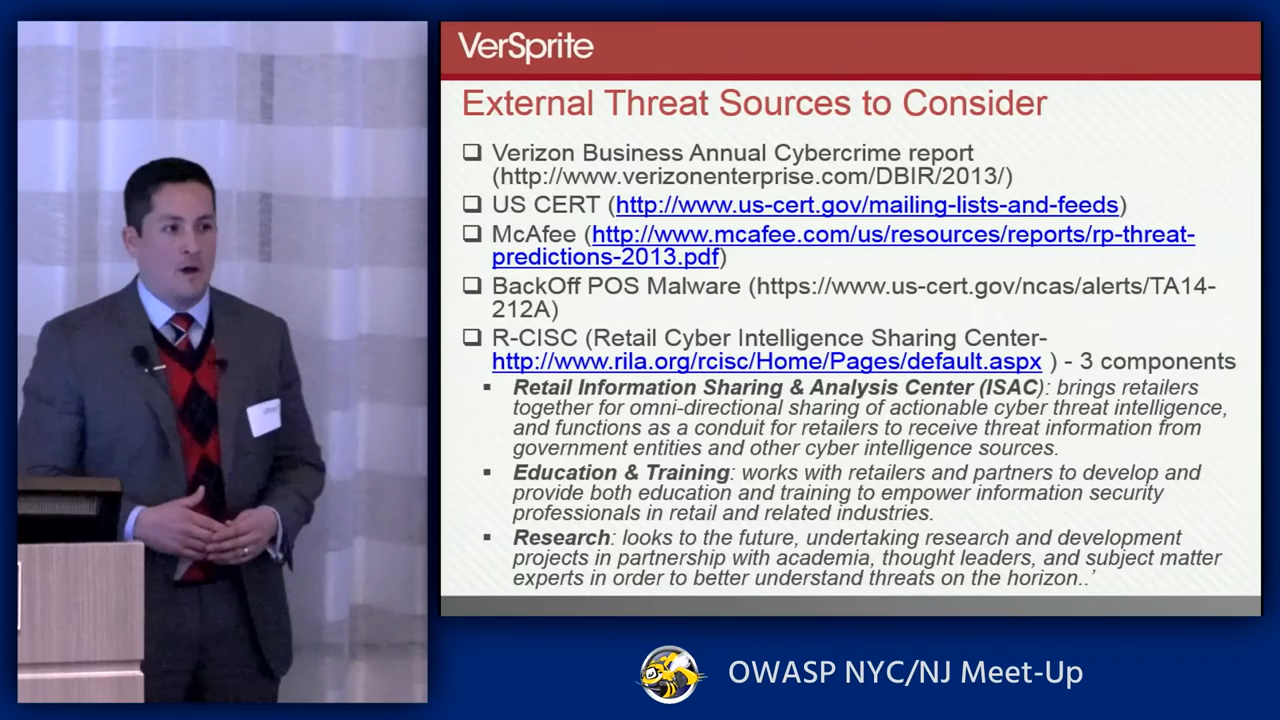 VerSprite
External Threat Sources to Consider
❑ Verizon Business Annual Cybercrime report
(http://www.verizonenterprise.com/DBIR/2013/)
❑ US CERT (http://www.us-cert.gov/mailing-lists-and-feeds)
❑ McAfee (http://www.mcafee.com/us/resources/reports/rp-threat-
predictions-2013.pdf)
❑ BackOff POS Malware (https://www.us-cert.gov/ncas/alerts/TA14-
212A)
❑ R-CISC (Retail Cyber Intelligence Sharing Center-
http://www.rila.org/rcisc/Home/Pages/default.aspx ) - 3 components
▪ Retail Information Sharing & Analysis Center (ISAC): brings retailers
together for omni-directional sharing of actionable cyber threat intelligence,
and functions as a conduit for retailers to receive threat information from
government entities and other cyber intelligence sources.
▪ Education & Training: works with retailers and partners to develop and
provide both education and training to empower information security
professionals in retail and related industries.
▪ Research: looks to the future, undertaking research and development
projects in partnership with academia, thought leaders, and subject matter
experts in order to better understand threats on the horizon..’
OWASP NYC/NJ Meet-Up